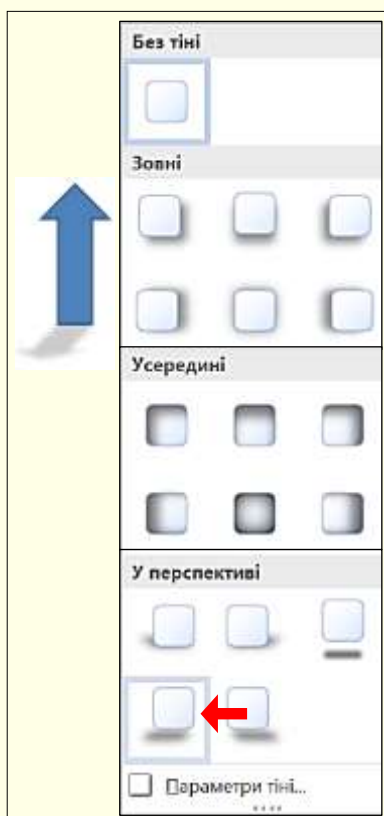 Без тіні
Зовні
Усередині
У перспективі
Параметри тіні...